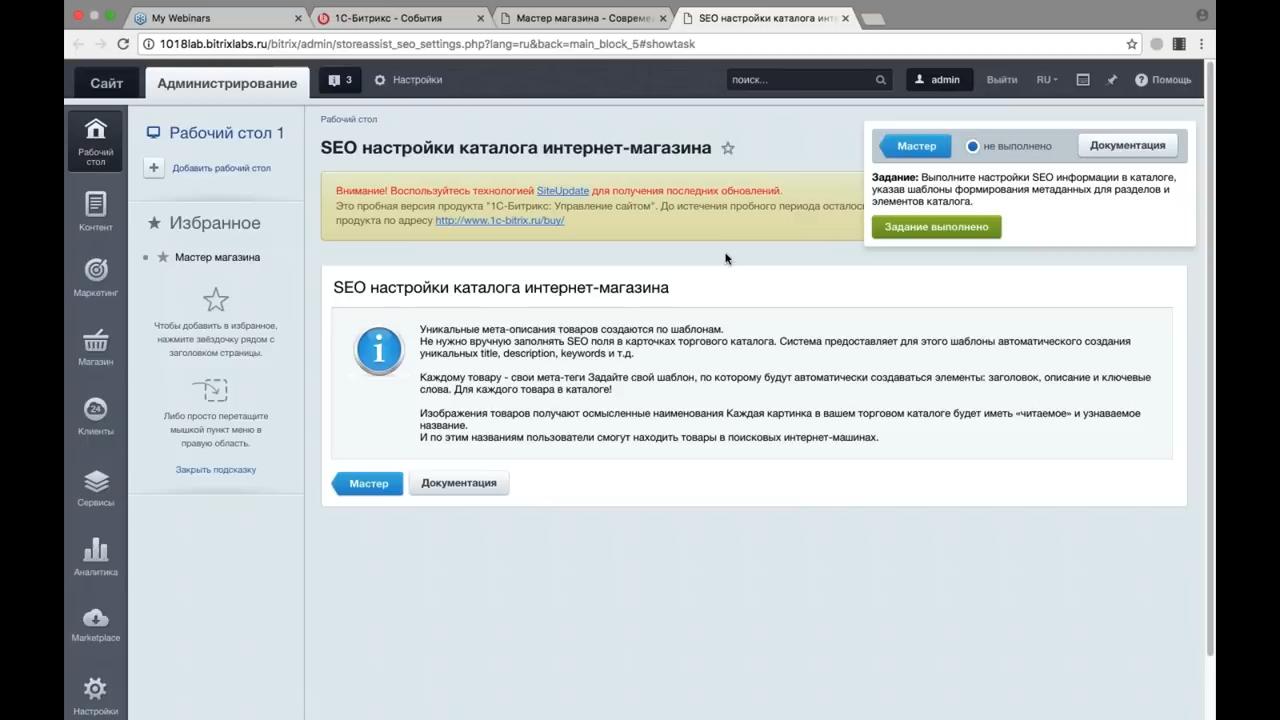 My Webinars
1С-Битрикс - События
Мастер магазина - Совреме
SEO настройки каталога инте
1018lab.bitrixlabs.ru/bitrix/admin/storeassist_seo_settings.php?lang=ru&back=main_block_5#showtask
Сайт
Администрирование
3
Настройки
поиск...
admin
Выйти
RU
Помощь
Рабочий стол
Контент
Маркетинг
Магазин
24
Клиенты
Сервисы
Аналитика
Marketplace
Настройки
Рабочий стол 1
Добавить рабочий стол
Избранное
Мастер магазина
Чтобы добавить в избранное,
нажмите звёздочку рядом с
заголовком страницы.
Либо просто перетащите
мышкой пункт меню в
правую область.
Закрыть подсказку
Рабочий стол
SEO настройки каталога интернет-магазина
Внимание! Воспользуйтесь технологией SiteUpdate для получения последних обновлений.
Это пробная версия продукта "1С-Битрикс: Управление сайтом". До истечения пробного периода осталось
продукта по адресу http://www.1c-bitrix.ru/buy/
Мастер
не выполнено
Документация
Задание: Выполните настройки SEO информации в каталоге,
указав шаблоны формирования метаданных для разделов и
элементов каталога.
Задание выполнено
SEO настройки каталога интернет-магазина
Уникальные мета-описания товаров создаются по шаблонам.
Не нужно вручную заполнять SEO поля в карточках торгового каталога. Система предоставляет для этого шаблоны автоматического создания
уникальных title, description, keywords и т.д.
Каждому товару - свои мета-теги Задайте свой шаблон, по которому будут автоматически создаваться элементы: заголовок, описание и ключевые
слова. Для каждого товара в каталоге!
Изображения товаров получают осмысленные наименования Каждая картинка в вашем торговом каталоге будет иметь «читаемое» и узнаваемое
название.
И по этим названиям пользователи смогут находить товары в поисковых интернет-машинах.
Мастер
Документация